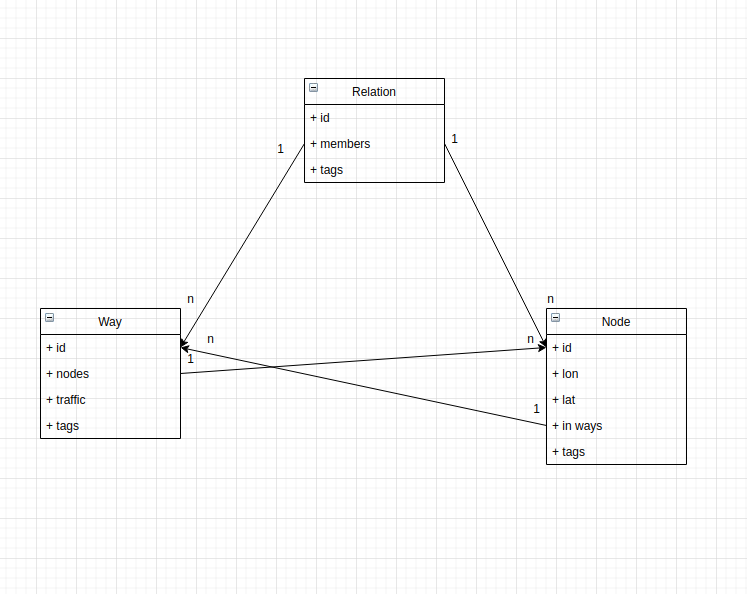 Relation
+ id
+ members
+ tags
1
1
n
n
Way
+ id
+ nodes
+ traffic
+ tags
n
1
n
1
Node
+ id
+ lon
+ lat
+ in ways
+ tags